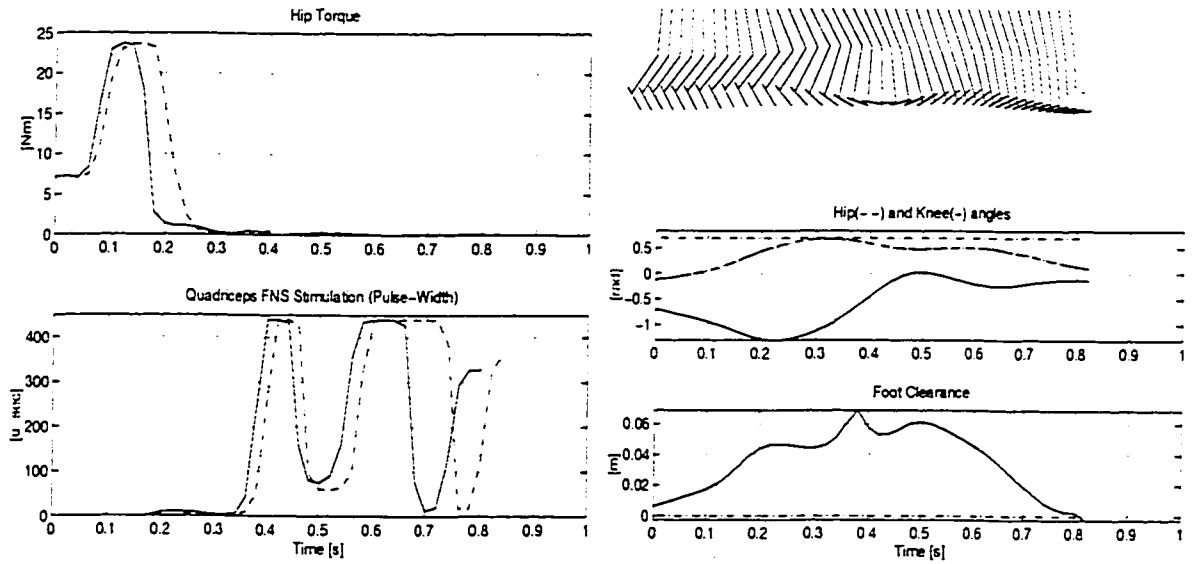 Hip Torque
25
20
15
10
5
0
[Nm]
0 0.1 0.2 0.3 0.4 0.5 0.6 0.7 0.8 0.9 1
Quadriceps FNS Stimulation (Pulse-Width)
400
300
200
100
0
0.1 0.2 0.3 0.4 0.5 0.6 0.7 0.8 0.9 1
Time [s]
Hip(- -) and Knee(-) angles
0.5
0
-0.5
-1
0 0.1 0.2 0.3 0.4 0.5 0.6 0.7 0.8 0.9 1
Foot Clearance
0.06
0.04
0.02
0
[m]
0 0.1 0.2 0.3 0.4 0.5 0.6 0.7 0.8 0.9 1
Time [s]